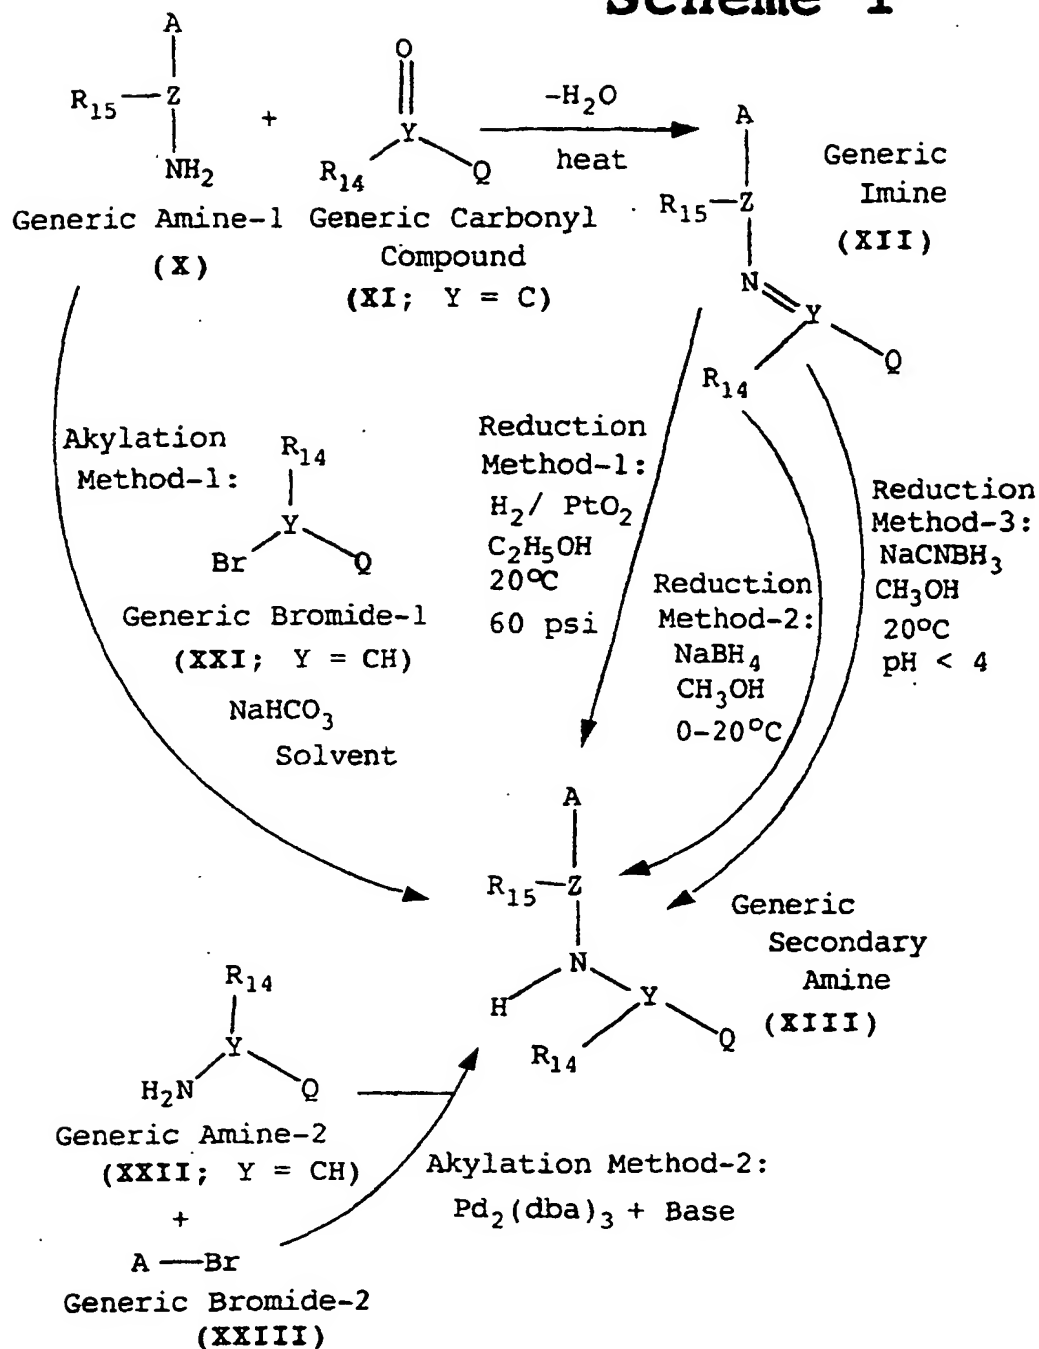 Scheme 1
A
R15 Z
NH2
+
O
Y
R14 Q
-H2O
heat
Generic Amine-1
(X)
Generic Carbonyl
Compound
(XI; Y = C)
A
R15 Z
N
Y
R14 Q
Generic
Imine
(XII)
Akylation
Method-1:
R14
Y
Br Q
Generic Bromide-1
(XXI; Y = CH)
NaHCO3
Solvent
Reduction
Method-1:
H2/ PtO2
C2H5OH
20°C
60 psi
Reduction
Method-2:
NaBH4
CH3OH
0-20°C
Reduction
Method-3:
NaCNBH3
CH3OH
20°C
pH < 4
A
R15 Z
N
H Y
R14 Q
Generic
Secondary
Amine
(XIII)
R14
Y
H2N Q
Generic Amine-2
(XXII; Y = CH)
+
A Br
Generic Bromide-2
(XXIII)
Akylation Method-2:
Pd2(dba)3 + Base